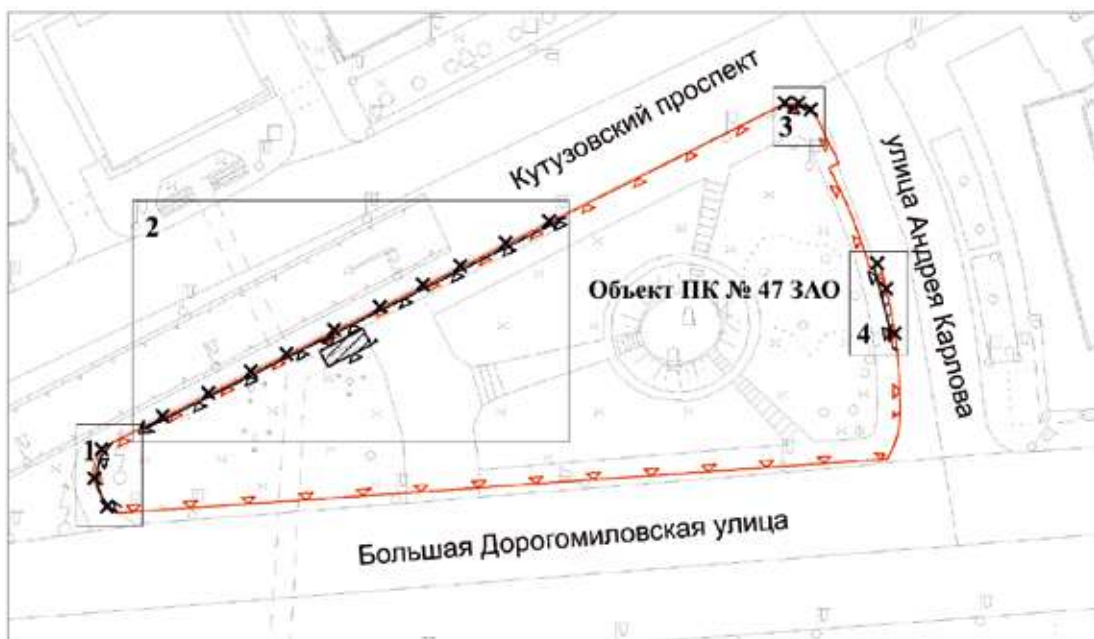 Кутузовский проспект
3
улица Андрея Карлова
2
Объект ПК № 47 ЗАО
4
1
Большая Дорогомиловская улица